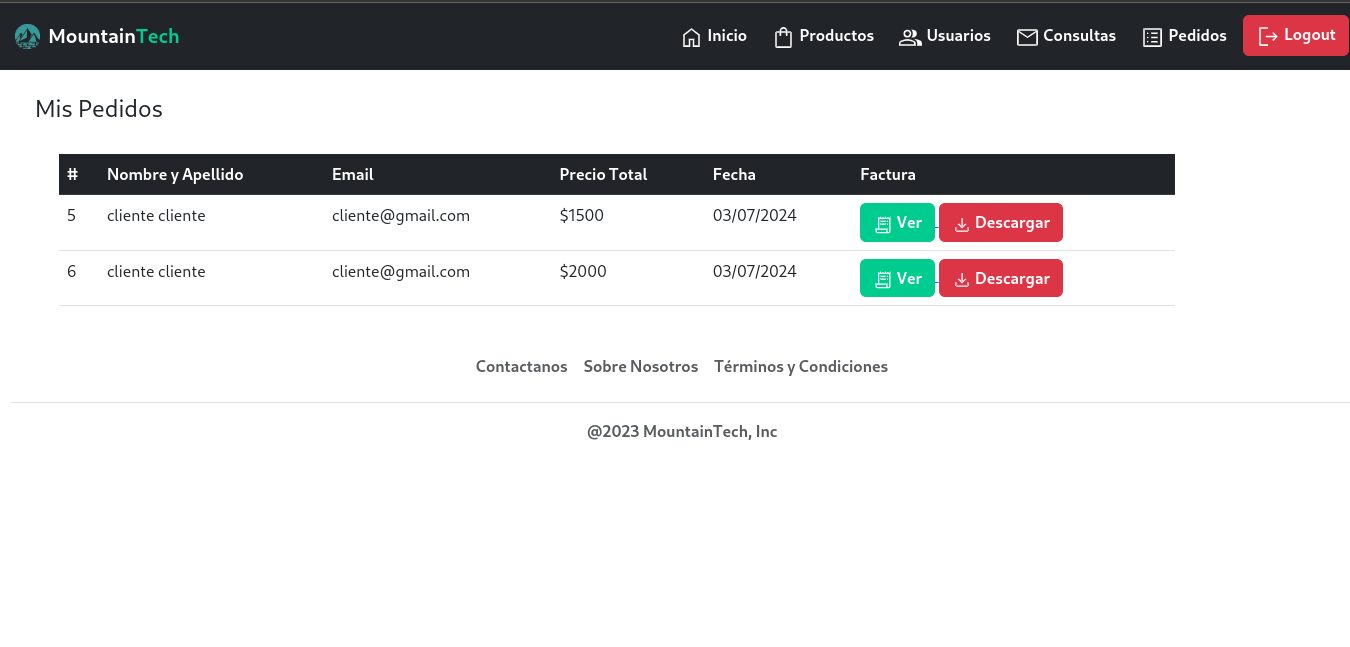 MountainTech Inicio Productos Usuarios Consultas Pedidos Logout
Mis Pedidos
# Nombre y Apellido Email Precio Total Fecha Factura
5 cliente cliente cliente@gmail.com $1500 03/07/2024 Ver Descargar
6 cliente cliente cliente@gmail.com $2000 03/07/2024 Ver Descargar
Contactanos Sobre Nosotros Términos y Condiciones
@2023 MountainTech, Inc